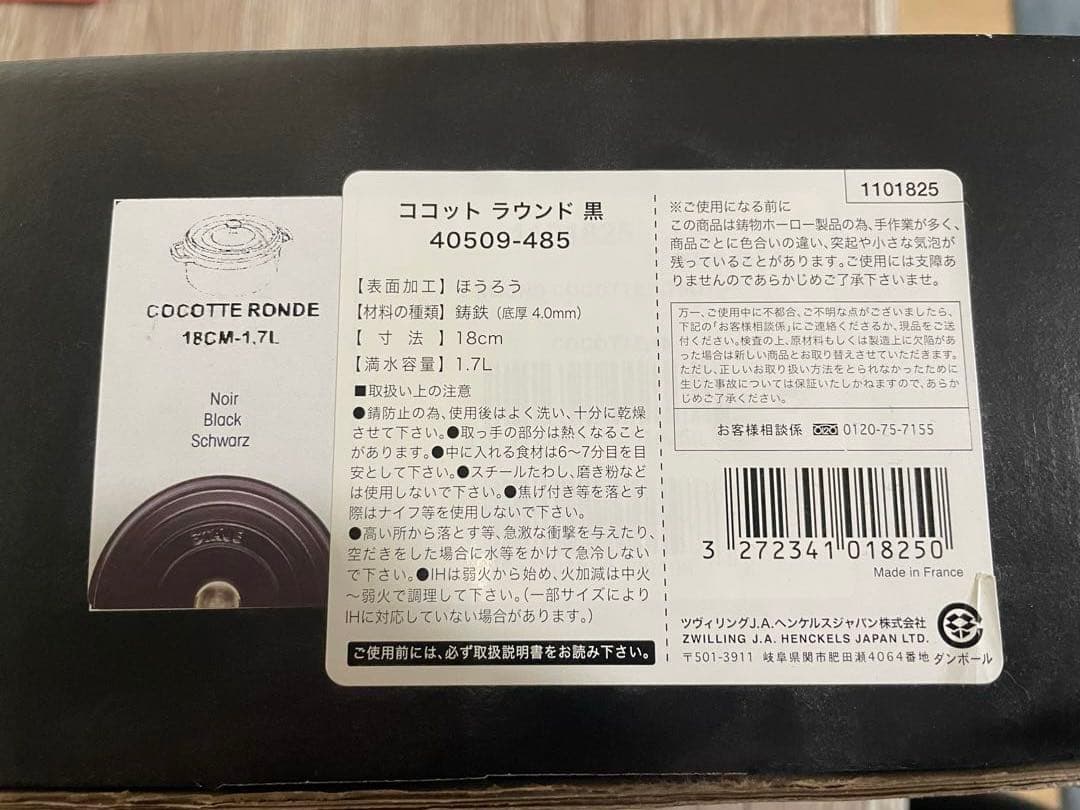 COCOTTE RONDE
18CM-1,7L
Noir
Black
Schwarz
STAUB
ココット ラウンド 黒
40509-485
【表面加工】ほうろう
【材料の種類】鋳鉄（底厚 4.0mm）
【 寸 法 】18cm
【満水容量】1.7L
■取扱い上の注意
●錆防止の為、使用後はよく洗い、十分に乾燥
させて下さい。●取っ手の部分は熱くなること
があります。●中に入れる食材は6〜7分目を目
安として下さい。●スチールたわし、磨き粉など
は使用しないで下さい。●焦げ付き等を落とす
際はナイフ等を使用しないで下さい。
●高い所から落とす等、急激な衝撃を与えたり、
空だきをした場合に水等をかけて急冷しない
で下さい。●IHは弱火から始め、火加減は中火
〜弱火で調理して下さい。（一部サイズにより
IHに対応していない場合があります。）
ご使用前には、必ず取扱説明書をお読み下さい。
1101825
※ご使用になる前に
この商品は鋳物ホーロー製品の為、手作業が多く、
商品ごとに色合いの違い、突起や小さな気泡が
残っていることがあります。ご使用には支障あ
りませんのであらかじめご了承下さいませ。
万一、ご使用中に不都合、ご不明な点がございましたら、
下記の「お客様相談係」にご連絡くださるか、現品をご送
付ください。検査の上、原材料もしくは製造上に欠陥があ
った場合は新しい商品とお取り替えさせていただきます。
ただし、正しいお取り扱い方法をとられなかったために
生じた事故については保証いたしかねますので、あらか
じめご了承ください。
お客様相談係 0120-75-7155
3 272341 018250
Made in France
ツヴィリングJ.A.ヘンケルスジャパン株式会社
ZWILLING J.A. HENCKELS JAPAN LTD.
〒501-3911 岐阜県関市肥田瀬4064番地
ダンボール